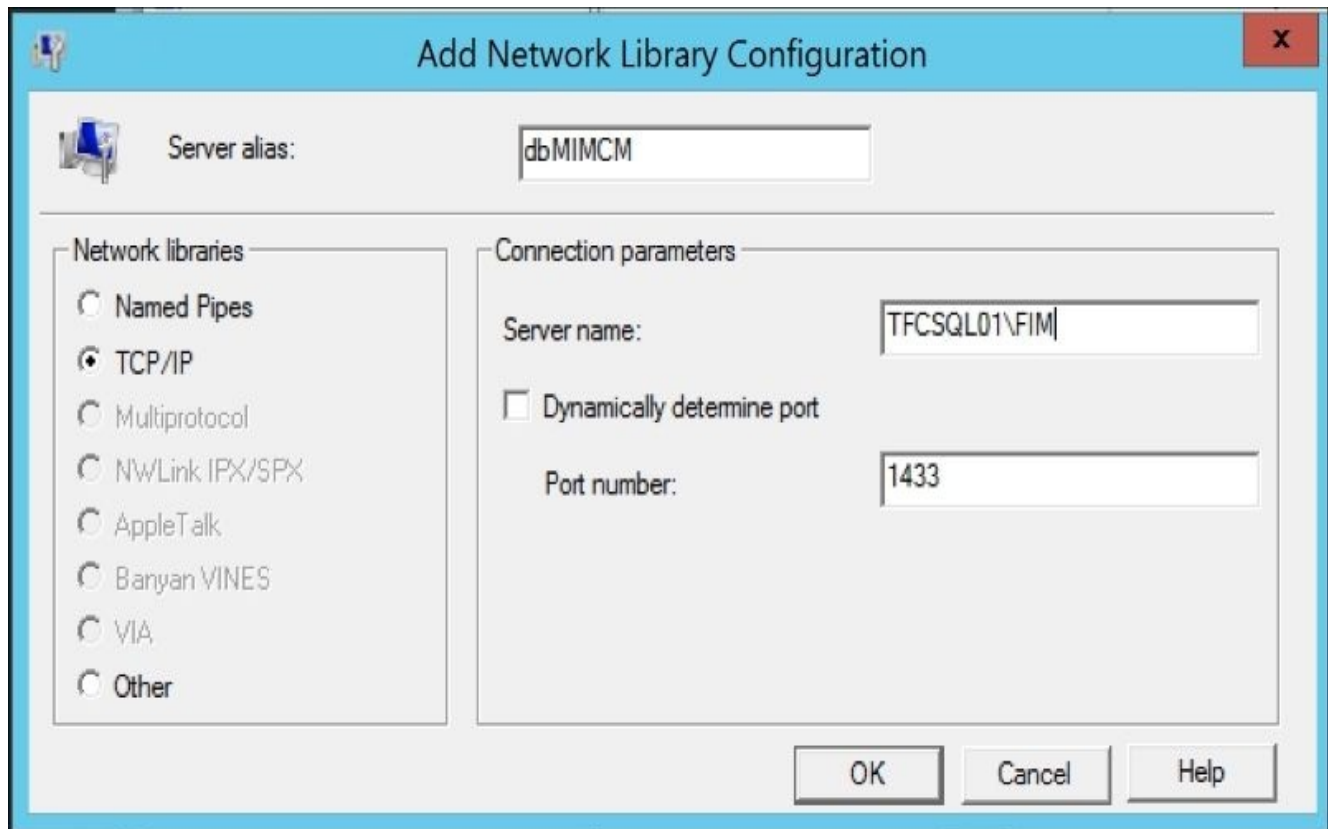 Add Network Library Configuration
x
Server alias:
dbMIMCM
Network libraries
Named Pipes
TCP/IP
Multiprotocol
NWLink IPX/SPX
AppleTalk
Banyan VINES
VIA
Other
Connection parameters
Server name:
TFCSQL01\FIM
Dynamically determine port
Port number:
1433
OK
Cancel
Help